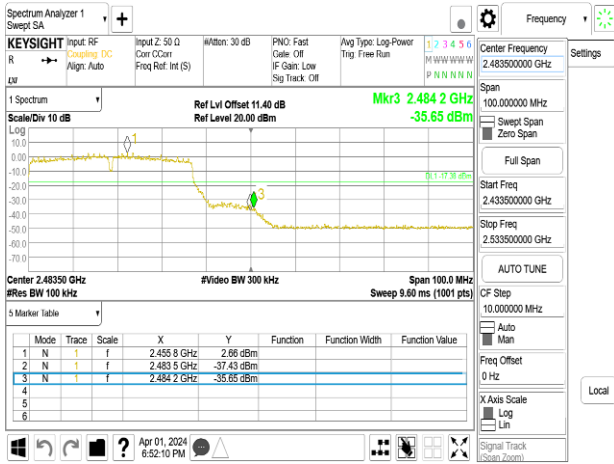 Spectrum Analyzer 1
Swept SA
+
Frequency
Settings
KEYSIGHT
Input: RF
Coupling: DC
Align: Auto
Input Z: 50 Ω
Corr CCorr
Freq Ref: Int (S)
#Atten: 30 dB
PNO: Fast
Gate: Off
IF Gain: Low
Sig Track: Off
Avg Type: Log-Power
Trig: Free Run
1 2 3 4 5 6
M W W W W W
P N N N N N
R
LXI
1 Spectrum
Scale/Div 10 dB
Ref Lvl Offset 11.40 dB
Ref Level 20.00 dBm
Mkr3 2.484 2 GHz
-35.65 dBm
Log
10.0
0.00
-10.0
-20.0
-30.0
-40.0
-50.0
-60.0
-70.0
1
3
DL1 -17.38 dBm
Center 2.48350 GHz
#Res BW 100 kHz
#Video BW 300 kHz
Span 100.0 MHz
Sweep 9.60 ms (1001 pts)
5 Marker Table
Mode Trace Scale X Y Function Function Width Function Value
1 N 1 f 2.455 8 GHz 2.66 dBm
2 N 1 f 2.483 5 GHz -37.43 dBm
3 N 1 f 2.484 2 GHz -35.65 dBm
4
5
6
?
Apr 01, 2024
6:52:10 PM
Center Frequency
2.483500000 GHz
Span
100.000000 MHz
Swept Span
Zero Span
Full Span
Start Freq
2.433500000 GHz
Stop Freq
2.533500000 GHz
AUTO TUNE
CF Step
10.000000 MHz
Auto
Man
Freq Offset
0 Hz
X Axis Scale
Log
Lin
Signal Track
(Span Zoom)
Local